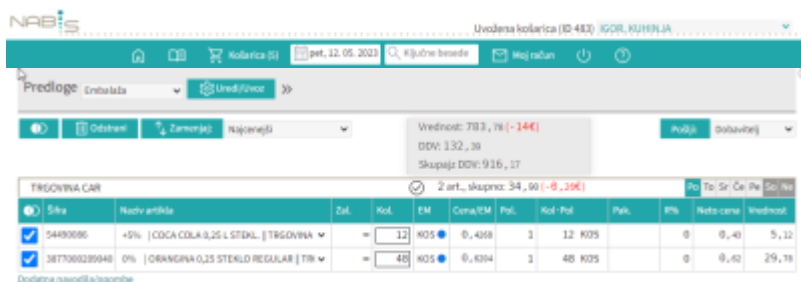 NABIS
Uvožena košarica (ID 483) IGOR, KUHINJA
Košarica (5) pet, 12. 05. 2023 Ključne besede Moj račun
Predloge Embalaža Uredi/Uvoz
Odstrani Zamenjaj: Najcenejši Vrednost: 783,78 (-14€) Pošlji: Dobavitelj
DDV: 132,39
Skupaj z DDV: 916,17
TRGOVINA CAR 2 art., skupno: 34,90 (-0,20€) Po To Sr Če Pe So Ne
Šifra Naziv artikla Zal. Kol. EM Cena/EM Pol. Kol·Pol Pak. R% Neto cena Vrednost
54490086 +5% | COCA COLA 0,25 L STEKL. | TRGOVINA = 12 KOS 0,4268 1 12 KOS 0 0,43 5,12
3877000209840 0% | ORANGINA 0,25 STEKLO REGULAR | TR = 48 KOS 0,6204 1 48 KOS 0 0,62 29,78
Dodatna navodila/opombe